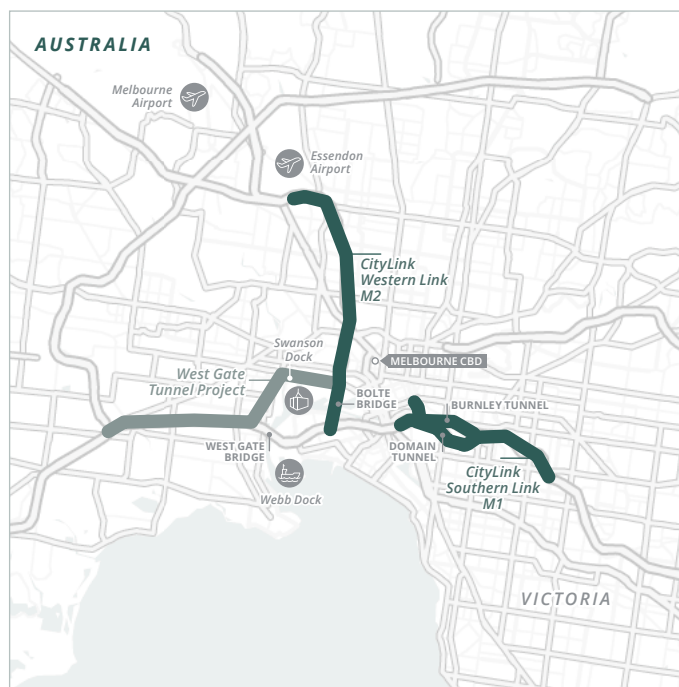 AUSTRALIA
Melbourne
Airport
Essendon
Airport
CityLink
Western Link
M2
Swanson
Dock
MELBOURNE CBD
West Gate
Tunnel Project
BOLTE
BRIDGE
BURNLEY TUNNEL
WEST GATE
BRIDGE
DOMAIN
TUNNEL
CityLink
Southern Link
M1
Webb Dock
VICTORIA